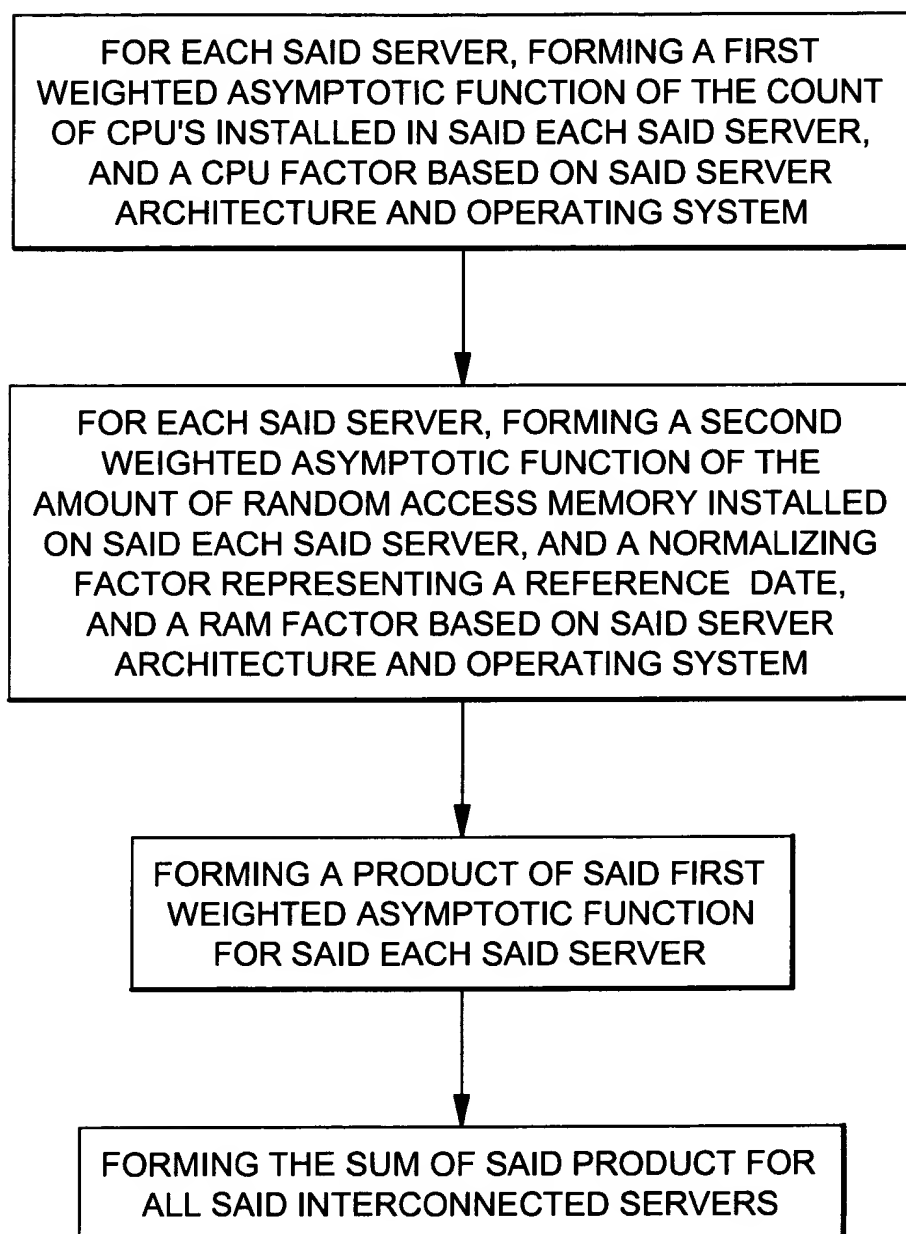 FOR EACH SAID SERVER, FORMING A FIRST
WEIGHTED ASYMPTOTIC FUNCTION OF THE COUNT
OF CPU'S INSTALLED IN SAID EACH SAID SERVER,
AND A CPU FACTOR BASED ON SAID SERVER
ARCHITECTURE AND OPERATING SYSTEM
FOR EACH SAID SERVER, FORMING A SECOND
WEIGHTED ASYMPTOTIC FUNCTION OF THE
AMOUNT OF RANDOM ACCESS MEMORY INSTALLED
ON SAID EACH SAID SERVER, AND A NORMALIZING
FACTOR REPRESENTING A REFERENCE DATE,
AND A RAM FACTOR BASED ON SAID SERVER
ARCHITECTURE AND OPERATING SYSTEM
FORMING A PRODUCT OF SAID FIRST
WEIGHTED ASYMPTOTIC FUNCTION
FOR SAID EACH SAID SERVER
FORMING THE SUM OF SAID PRODUCT FOR
ALL SAID INTERCONNECTED SERVERS